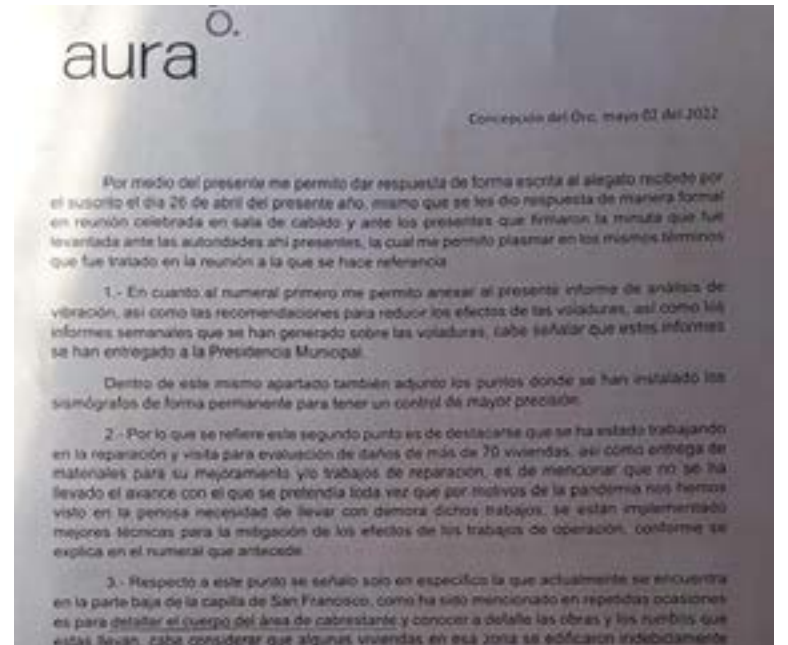 aura
Concepción del Oro, mayo 02 del 2022
Por medio del presente me permito dar respuesta de forma escrita al alegato recibido por
el suscrito el día 26 de abril del presente año, mismo que se les dio respuesta de manera formal
en reunión celebrada en sala de cabildo y ante los presentes que firmaron la minuta que fue
levantada ante las autoridades ahí presentes, la cual me permito plasmar en los mismos términos
que fue tratado en la reunión a la que se hace referencia
1.- En cuanto al numeral primero me permito anexar al presente informe de análisis de
vibración, así como las recomendaciones para reducir los efectos de las voladuras, así como los
informes semanales que se han generado sobre las voladuras, cabe señalar que estos informes
se han entregado a la Presidencia Municipal.
Dentro de este mismo apartado también adjunto los puntos donde se han instalado los
sismógrafos de forma permanente para tener un control de mayor precisión.
2.- Por lo que se refiere este segundo punto es de destacarse que se ha estado trabajando
en la reparación y visita para evaluación de daños de más de 70 viviendas, así como entrega de
materiales para su mejoramiento y/o trabajos de reparación, es de mencionar que no se ha
llevado el avance con el que se pretendía toda vez que por motivos de la pandemia nos hemos
visto en la penosa necesidad de llevar con demora dichos trabajos, se están implementado
mejores técnicas para la mitigación de los efectos de los trabajos de operación, conforme se
explica en el numeral que antecede.
3.- Respecto a este punto se señalo solo en específico la que actualmente se encuentra
en la parte baja de la capilla de San Francisco, como ha sido mencionado en repetidas ocasiones
es para detallar el cuerpo del área de cabrestante y conocer a detalle las obras y los rumbos que
estas llevan, cabe considerar que algunas viviendas en esa zona se edificaron indebidamente